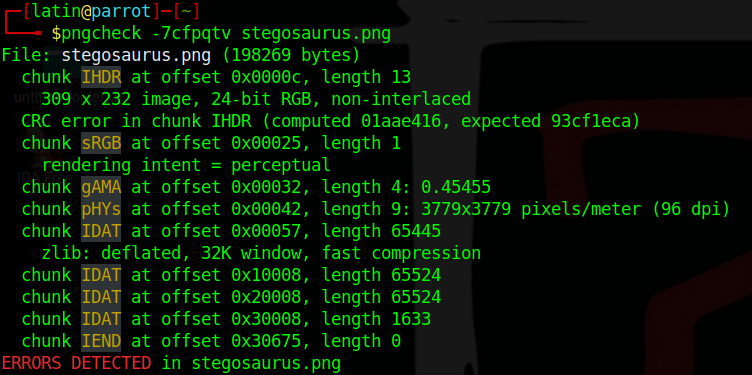 ┌─[latin@parrot]─[~]
└──╼ $pngcheck -7cfpqtv stegosaurus.png
File: stegosaurus.png (198269 bytes)
  chunk IHDR at offset 0x0000c, length 13
    309 x 232 image, 24-bit RGB, non-interlaced
  CRC error in chunk IHDR (computed 01aae416, expected 93cf1eca)
  chunk sRGB at offset 0x00025, length 1
    rendering intent = perceptual
  chunk gAMA at offset 0x00032, length 4: 0.45455
  chunk pHYs at offset 0x00042, length 9: 3779x3779 pixels/meter (96 dpi)
  chunk IDAT at offset 0x00057, length 65445
    zlib: deflated, 32K window, fast compression
  chunk IDAT at offset 0x10008, length 65524
  chunk IDAT at offset 0x20008, length 65524
  chunk IDAT at offset 0x30008, length 1633
  chunk IEND at offset 0x30675, length 0
ERRORS DETECTED in stegosaurus.png